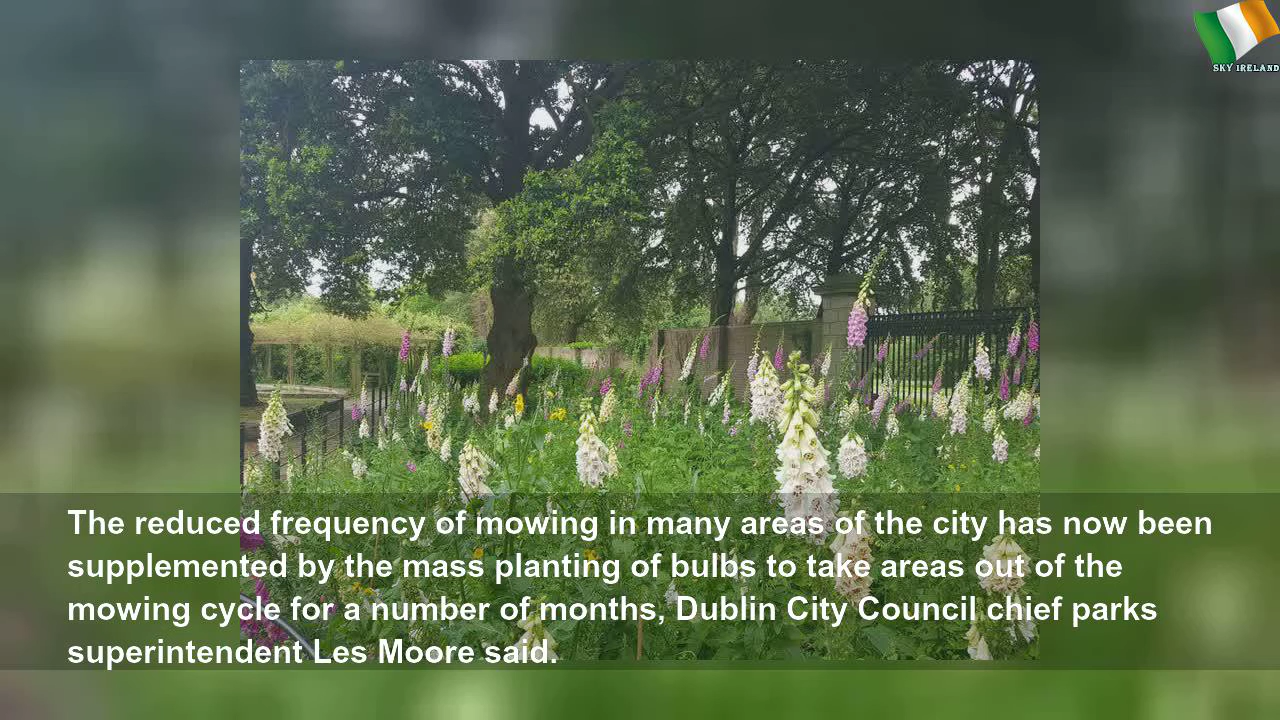 SKY IRELAND
The reduced frequency of mowing in many areas of the city has now been
supplemented by the mass planting of bulbs to take areas out of the
mowing cycle for a number of months, Dublin City Council chief parks
superintendent Les Moore said.